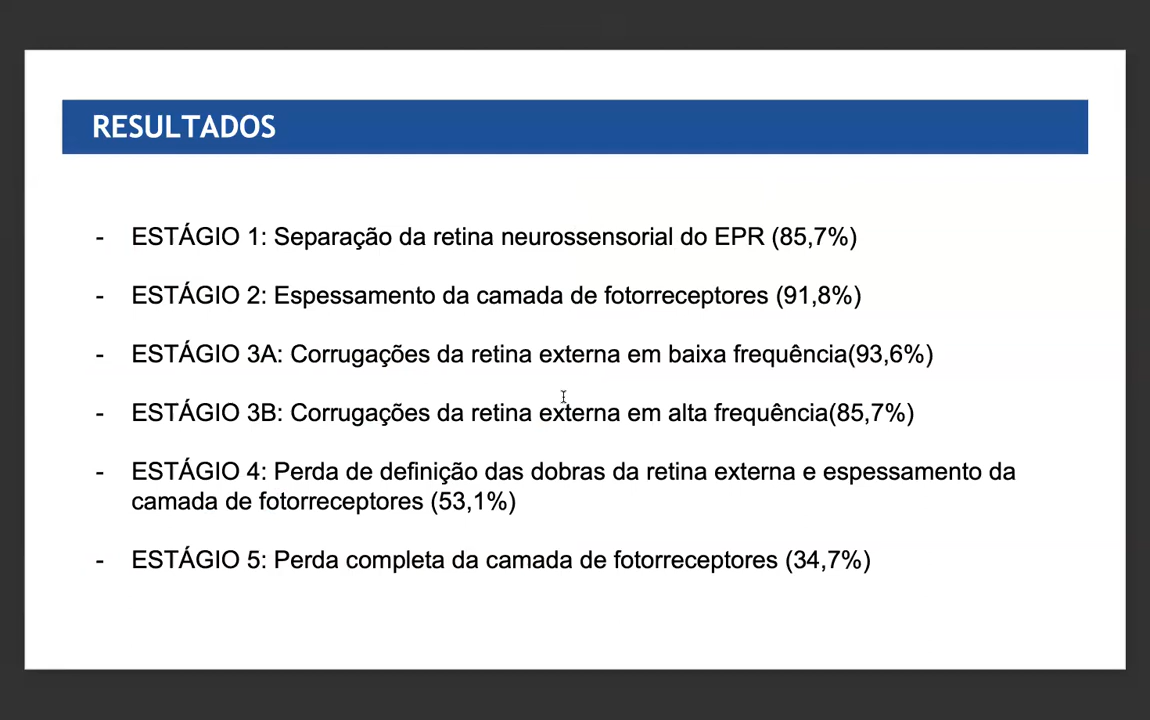 RESULTADOS
- ESTÁGIO 1: Separação da retina neurossensorial do EPR (85,7%)
- ESTÁGIO 2: Espessamento da camada de fotorreceptores (91,8%)
- ESTÁGIO 3A: Corrugações da retina externa em baixa frequência(93,6%)
- ESTÁGIO 3B: Corrugações da retina externa em alta frequência(85,7%)
- ESTÁGIO 4: Perda de definição das dobras da retina externa e espessamento da
camada de fotorreceptores (53,1%)
- ESTÁGIO 5: Perda completa da camada de fotorreceptores (34,7%)